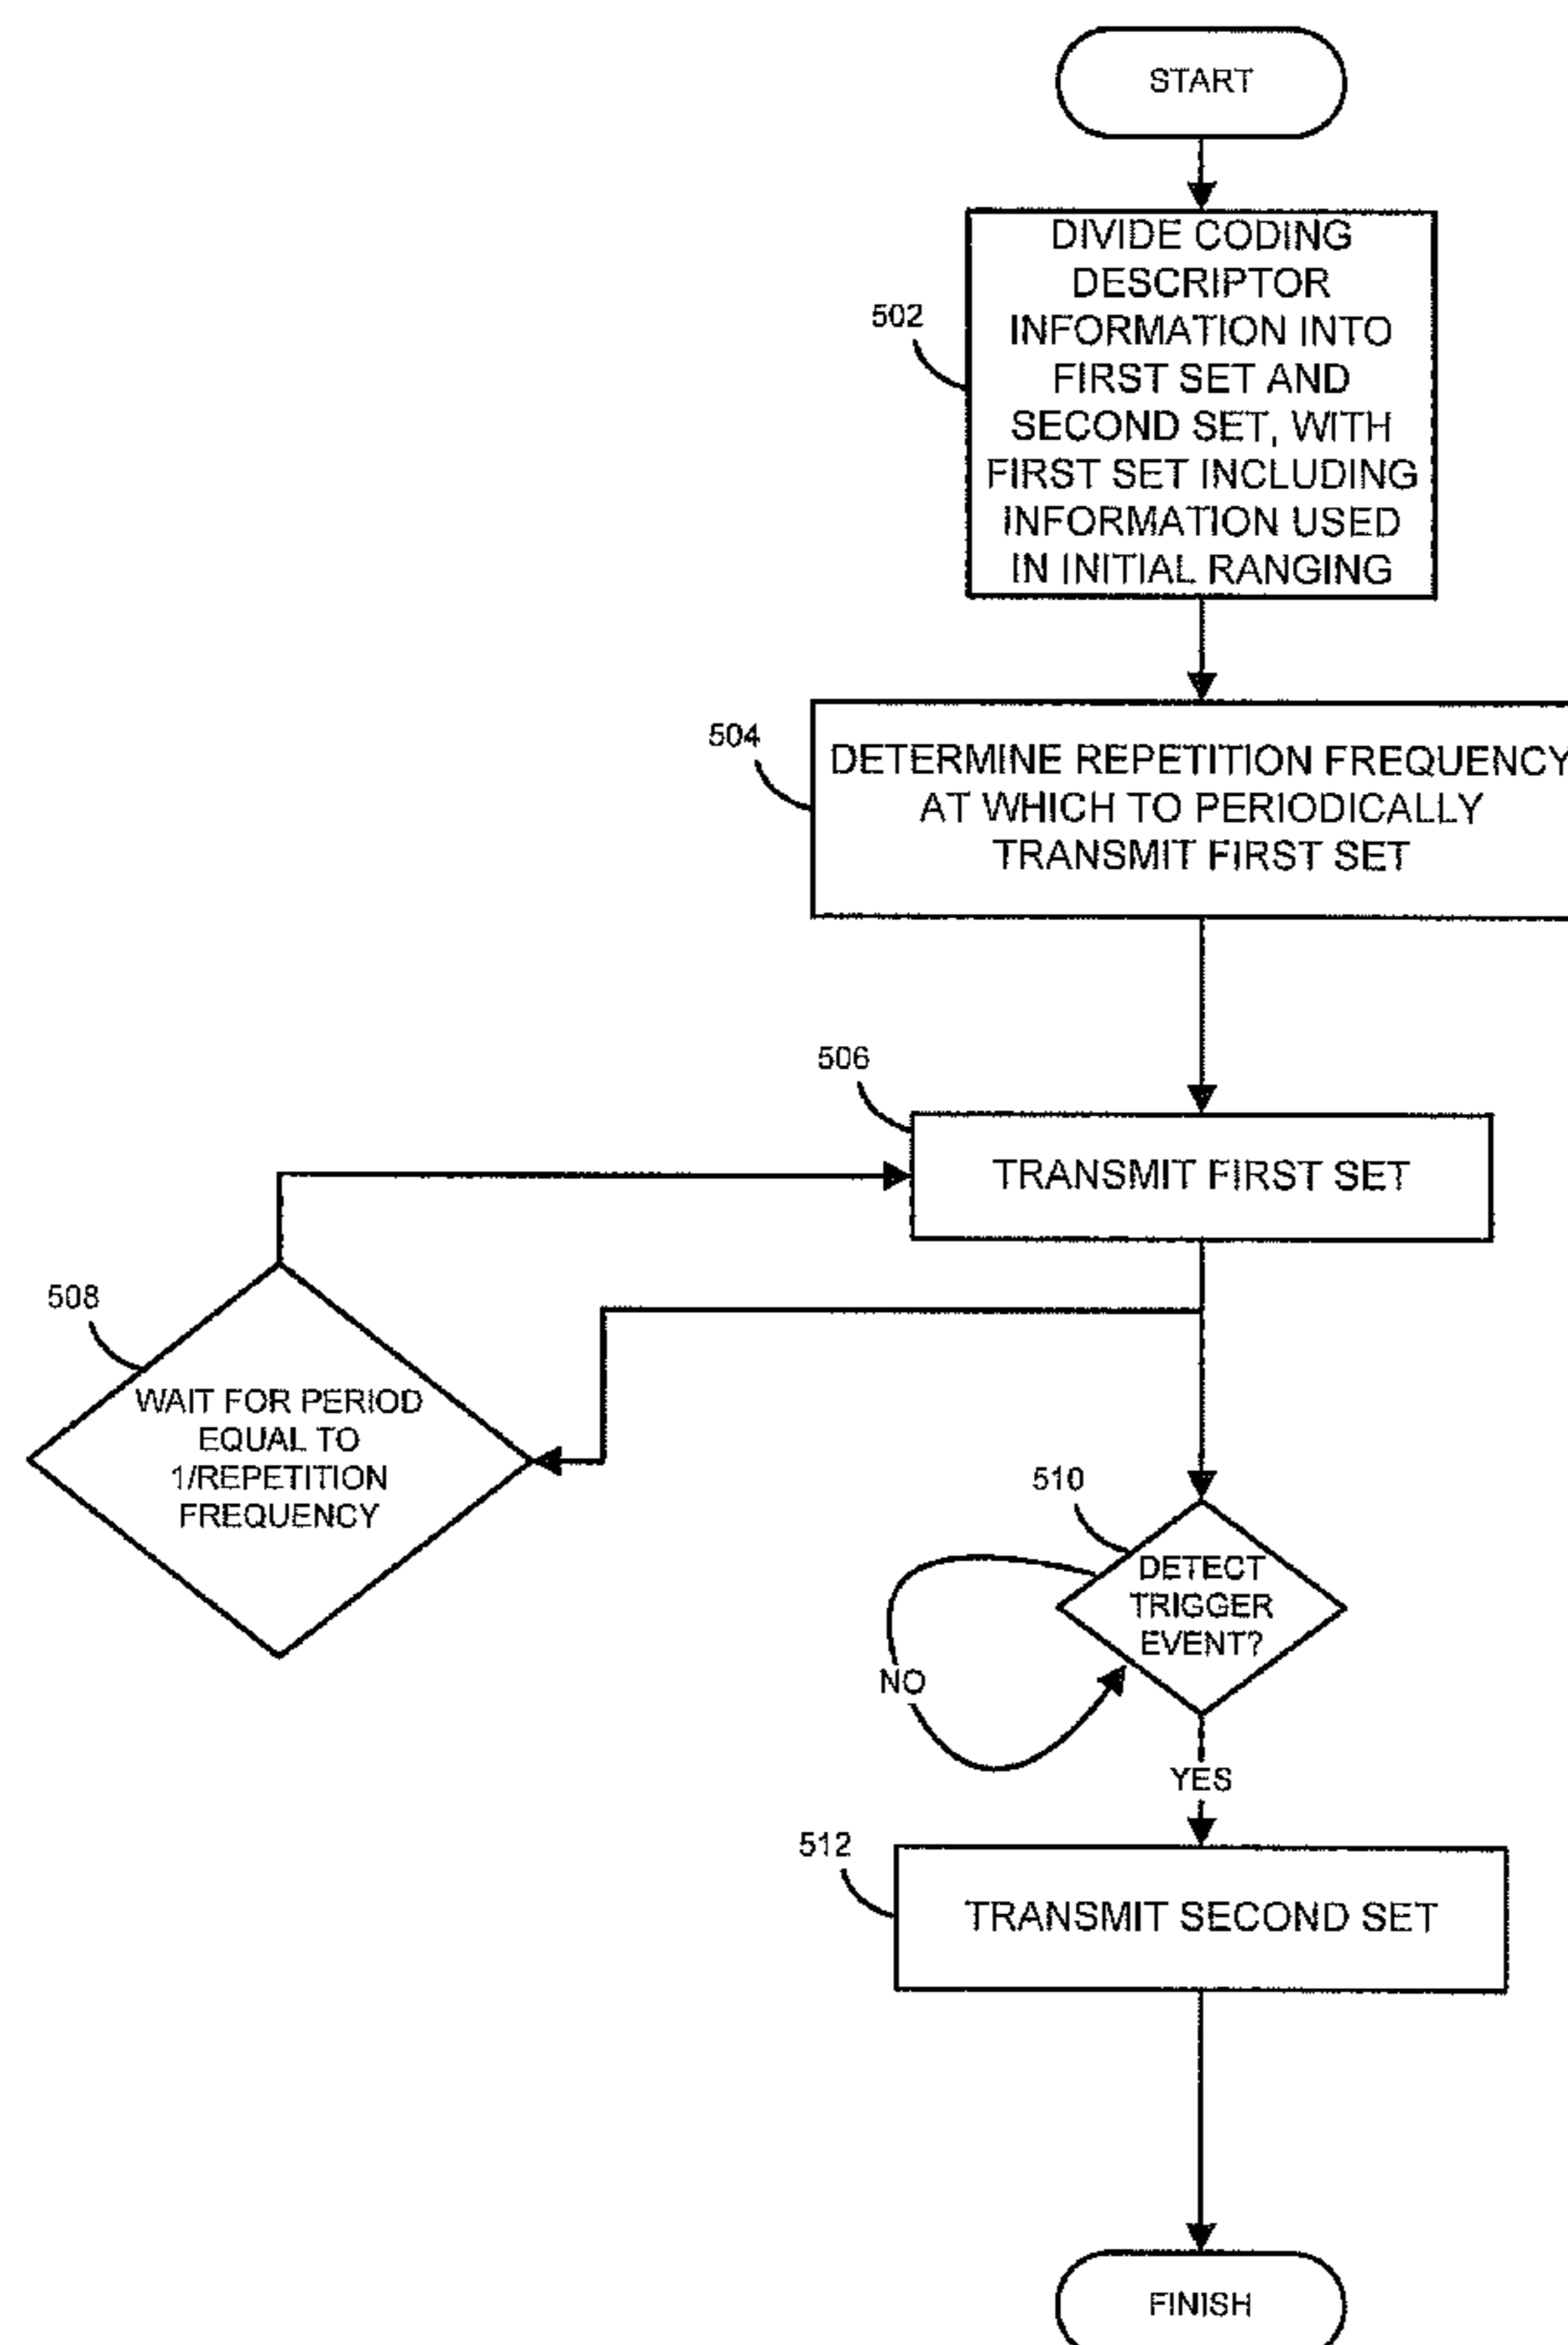 START
502
DIVIDE CODING
DESCRIPTOR
INFORMATION INTO
FIRST SET AND
SECOND SET, WITH
FIRST SET INCLUDING
INFORMATION USED
IN INITIAL RANGING
504
DETERMINE REPETITION FREQUENCY
AT WHICH TO PERIODICALLY
TRANSMIT FIRST SET
506
TRANSMIT FIRST SET
508
WAIT FOR PERIOD
EQUAL TO
1/REPETITION
FREQUENCY
510
DETECT
TRIGGER
EVENT?
NO
YES
512
TRANSMIT SECOND SET
FINISH